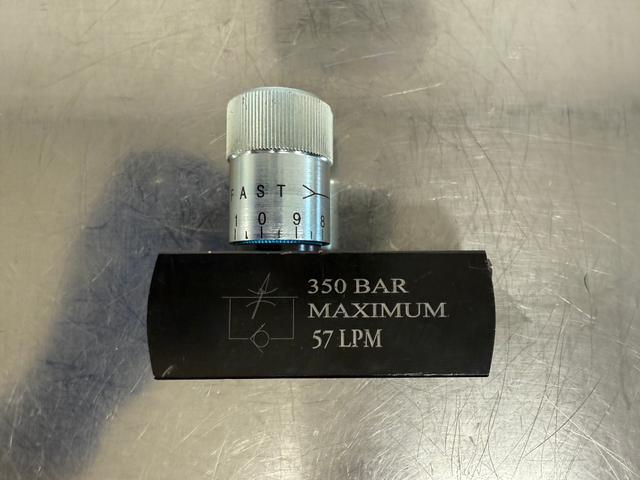 FAST
1 0 9 8
350 BAR
MAXIMUM
57 LPM